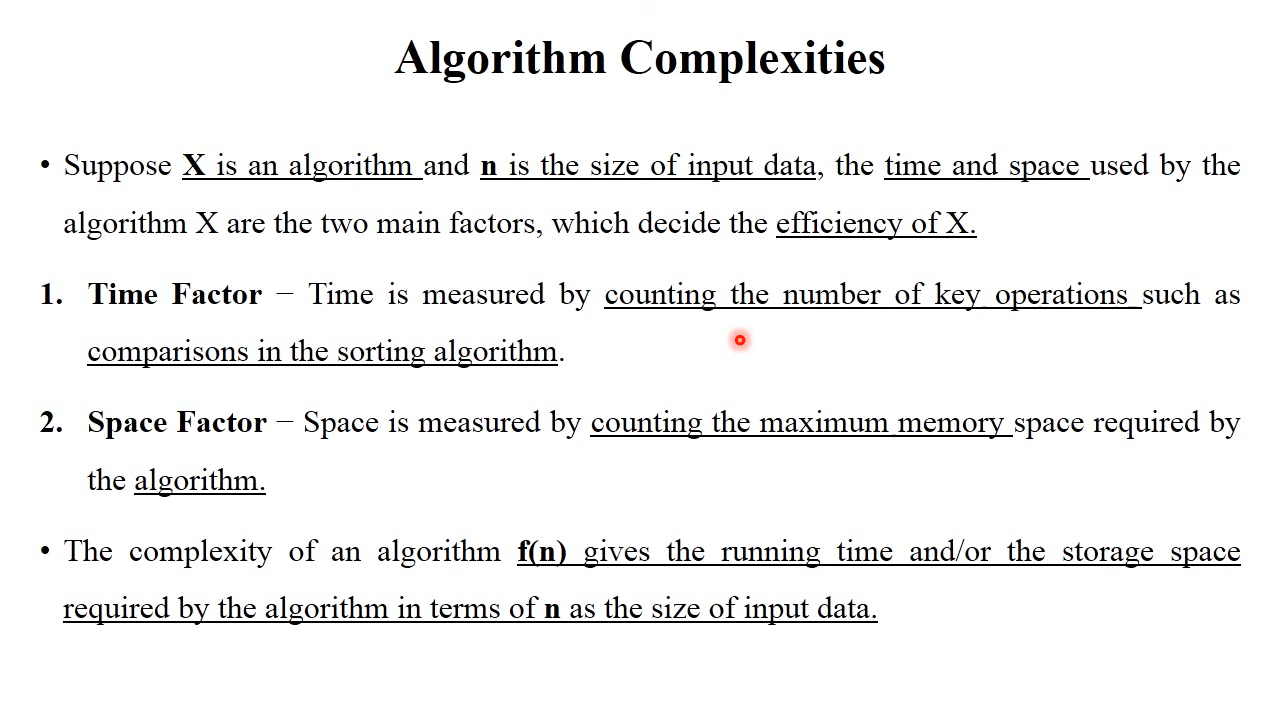 Algorithm Complexities
• Suppose X is an algorithm and n is the size of input data, the time and space used by the
algorithm X are the two main factors, which decide the efficiency of X.
1. Time Factor − Time is measured by counting the number of key operations such as
comparisons in the sorting algorithm.
2. Space Factor − Space is measured by counting the maximum memory space required by
the algorithm.
• The complexity of an algorithm f(n) gives the running time and/or the storage space
required by the algorithm in terms of n as the size of input data.